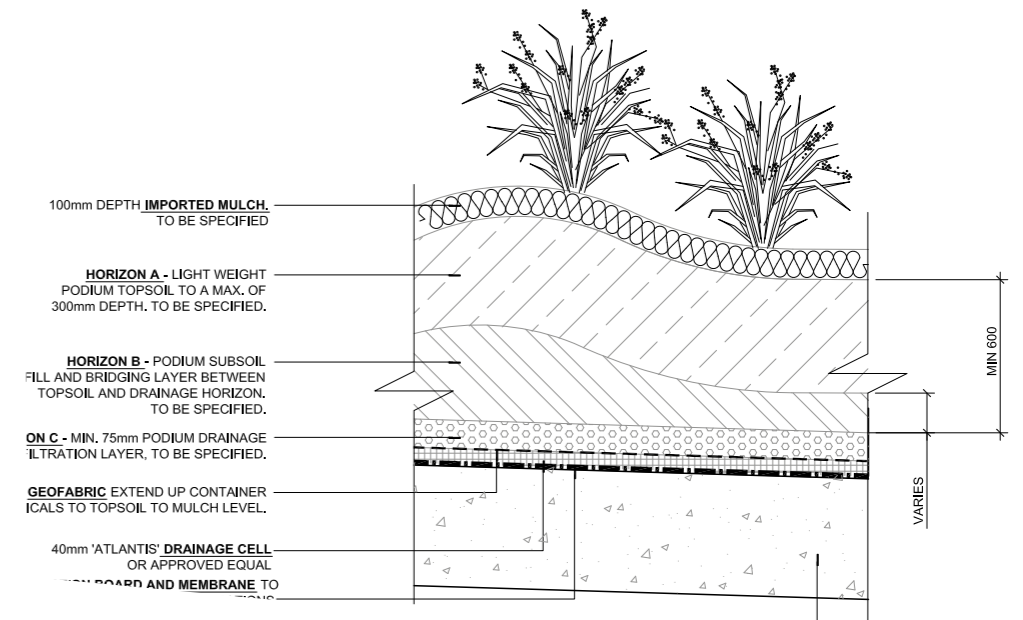 100mm DEPTH IMPORTED MULCH.
TO BE SPECIFIED
HORIZON A - LIGHT WEIGHT
PODIUM TOPSOIL TO A MAX. OF
300mm DEPTH. TO BE SPECIFIED.
HORIZON B - PODIUM SUBSOIL
FILL AND BRIDGING LAYER BETWEEN
TOPSOIL AND DRAINAGE HORIZON.
TO BE SPECIFIED.
ON C - MIN. 75mm PODIUM DRAINAGE
ILTRATION LAYER, TO BE SPECIFIED.
GEOFABRIC EXTEND UP CONTAINER
ICALS TO TOPSOIL TO MULCH LEVEL.
40mm 'ATLANTIS' DRAINAGE CELL
OR APPROVED EQUAL
BOARD AND MEMBRANE TO
MIN 600
VARIES